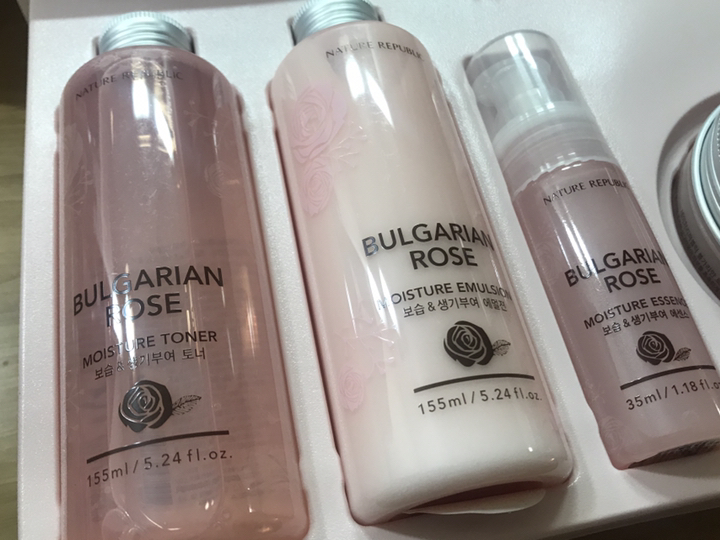 NATURE REPUBLIC
BULGARIAN
ROSE
MOISTURE TONER
보습 & 생기부여 토너
155ml / 5.24 fl.oz.
NATURE REPUBLIC
BULGARIAN
ROSE
MOISTURE EMULSION
보습 & 생기부여 에멀전
155ml / 5.24 fl.oz.
NATURE REPUBLIC
BULGARIAN
ROSE
MOISTURE ESSENCE
보습 & 생기부여 에센스
35ml / 1.18 fl.oz.